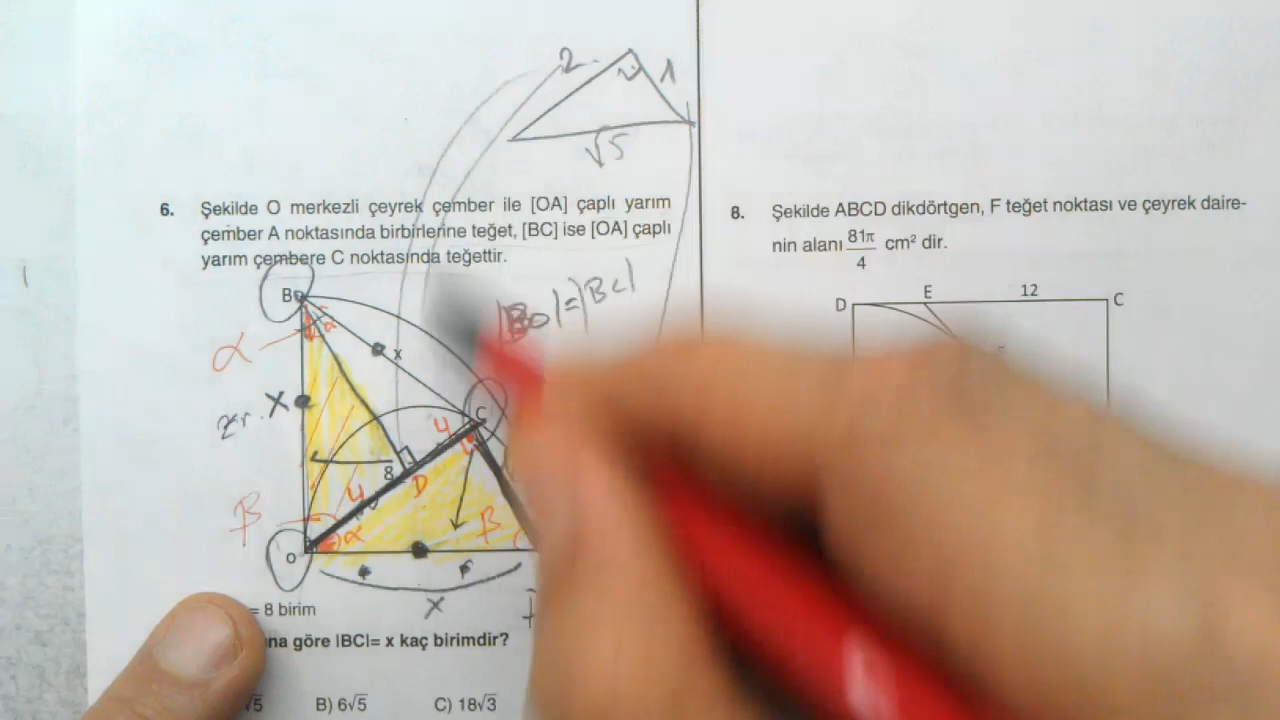 2 1
√5
6. Şekilde O merkezli çeyrek çember ile [OA] çaplı yarım
çember A noktasında birbirlerine teğet, [BC] ise [OA] çaplı
yarım çembere C noktasında teğettir.
8. Şekilde ABCD dikdörtgen, F teğet noktası ve çeyrek daire-
nin alanı 81π/4 cm² dir.
|BO|=|BC|
B
α
α
x
2r. X
C
4
8
D
4
β
α
β
O
r r
x
D E 12 C
= 8 birim
na göre |BC|= x kaç birimdir?
√5 B) 6√5 C) 18√3